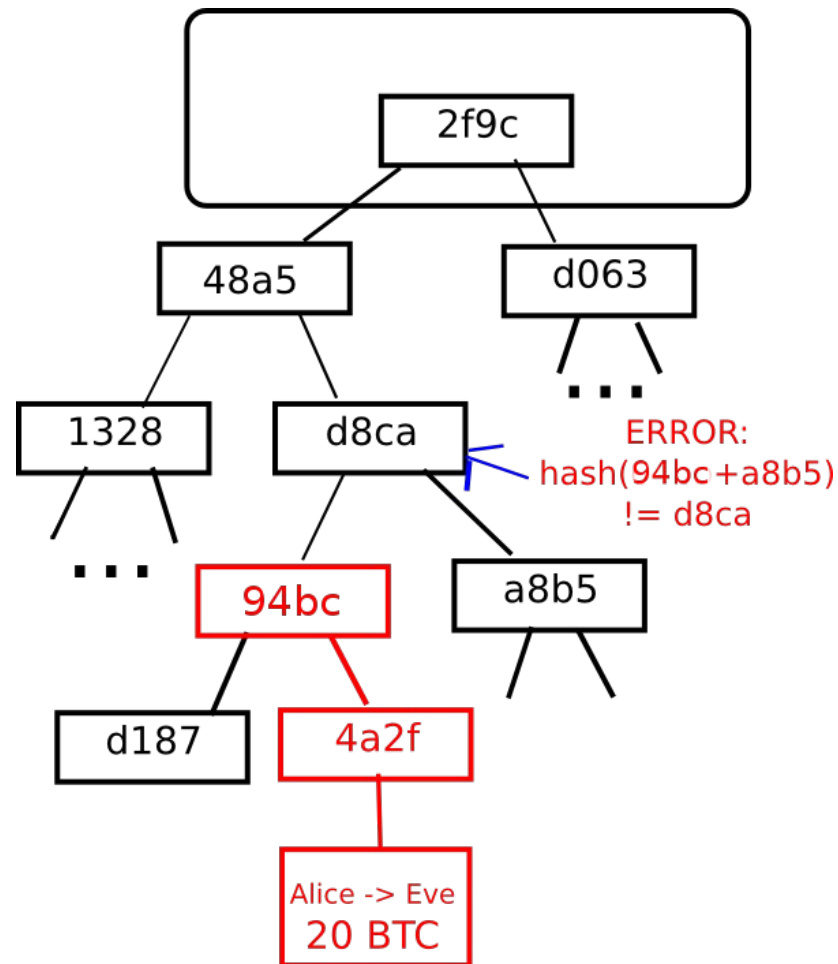 2f9c
48a5
d063
...
1328
d8ca
ERROR:
hash(94bc+a8b5)
!= d8ca
...
94bc
a8b5
d187
4a2f
Alice -> Eve
20 BTC